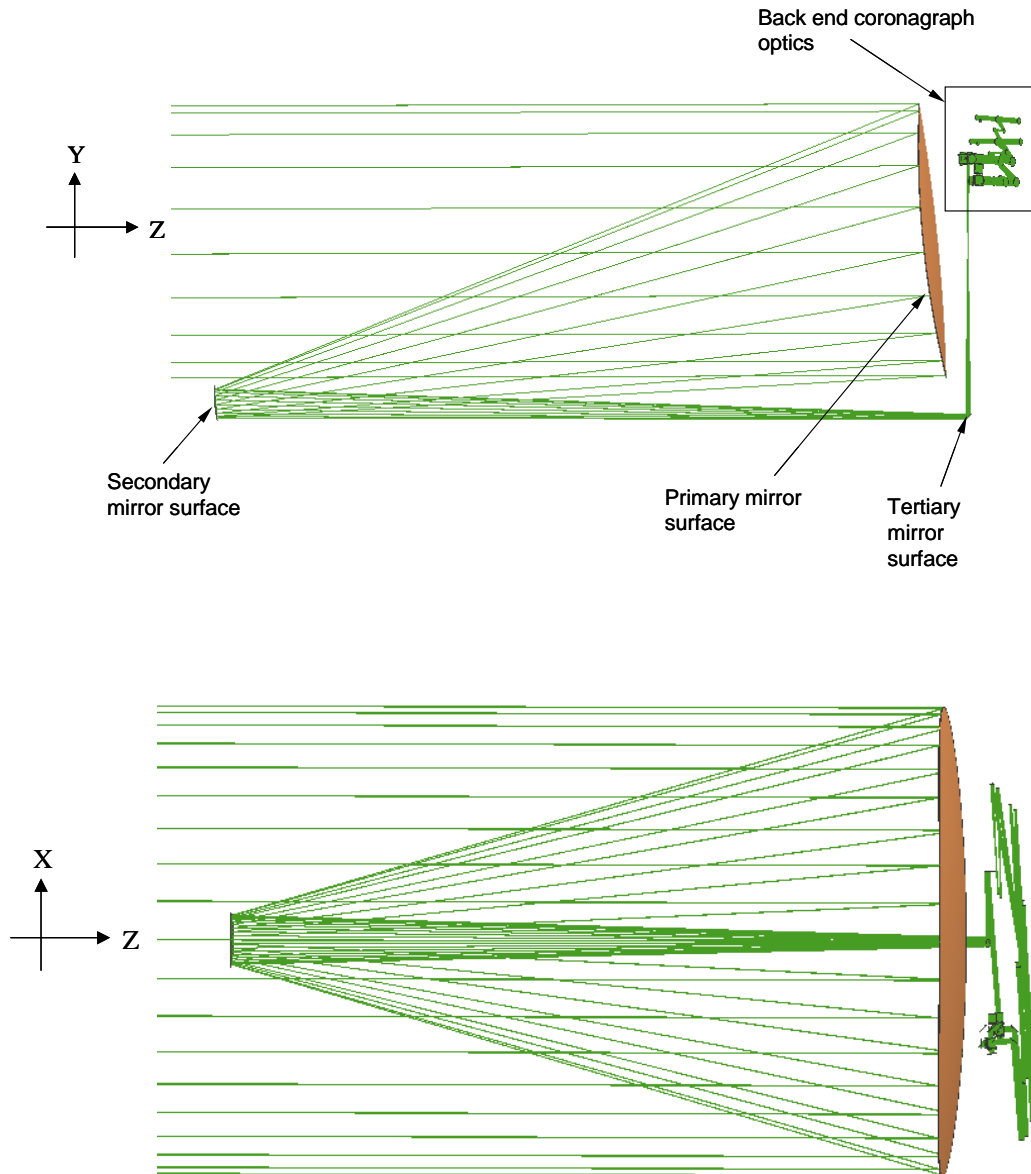 Back end coronagraph
optics
Y
Z
Secondary
mirror surface
Primary mirror
surface
Tertiary
mirror
surface
X
Z